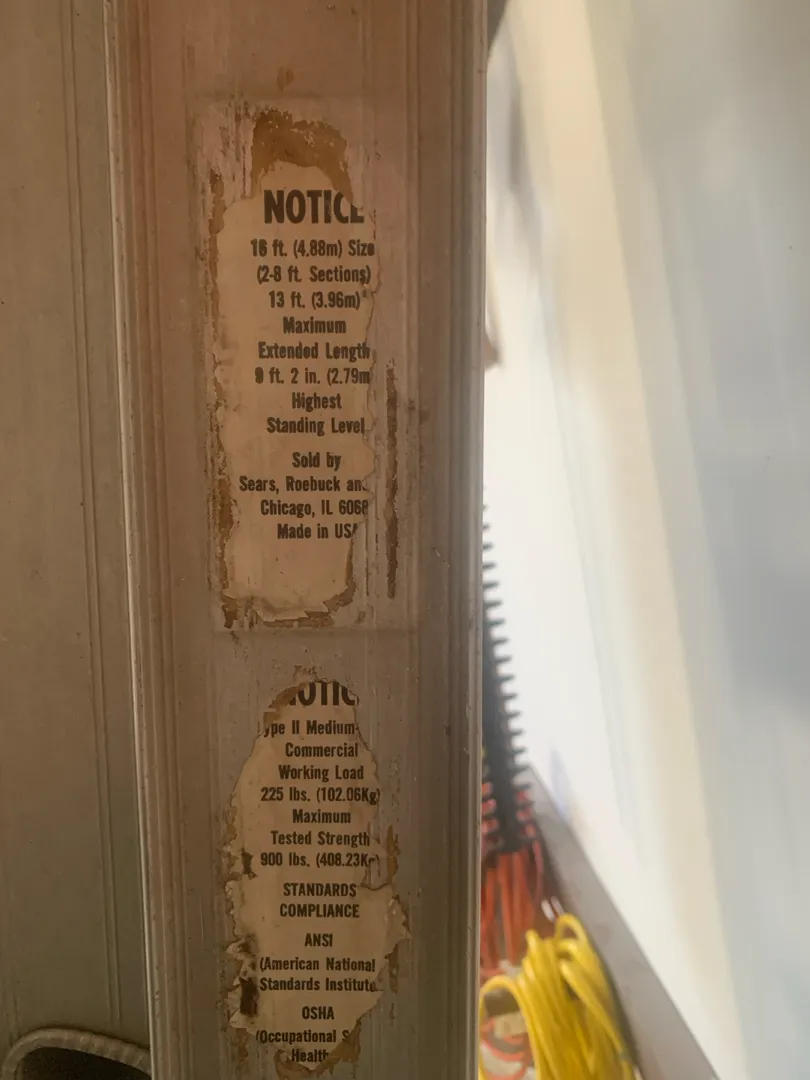 NOTICE
16 ft. (4.88m) Size
(2-8 ft. Sections)
13 ft. (3.96m)
Maximum
Extended Length
9 ft. 2 in. (2.79m
Highest
Standing Level
Sold by
Sears, Roebuck an
Chicago, IL 6068
Made in USA
NOTIC
ype II Medium
Commercial
Working Load
225 lbs. (102.06Kg)
Maximum
Tested Strength
900 lbs. (408.23Kg)
STANDARDS
COMPLIANCE
ANSI
(American National
Standards Institute
OSHA
(Occupational S
Health